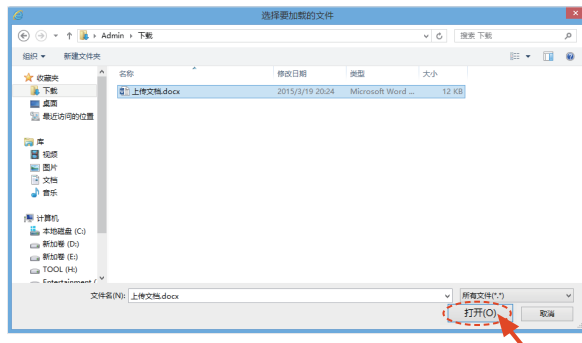 选择要加载的文件
Admin 下载
搜索 下载
组织 新建文件夹
名称 修改日期 类型 大小
收藏夹
下载
桌面
最近访问的位置
库
视频
图片
文档
音乐
计算机
本地磁盘 (C:)
新加卷 (D:)
新加卷 (E:)
TOOL (H:)
Entertainment (
上传文档.docx 2015/3/19 20:24 Microsoft Word ... 12 KB
文件名(N): 上传文档.docx
所有文件(*.*)
打开(O) 取消